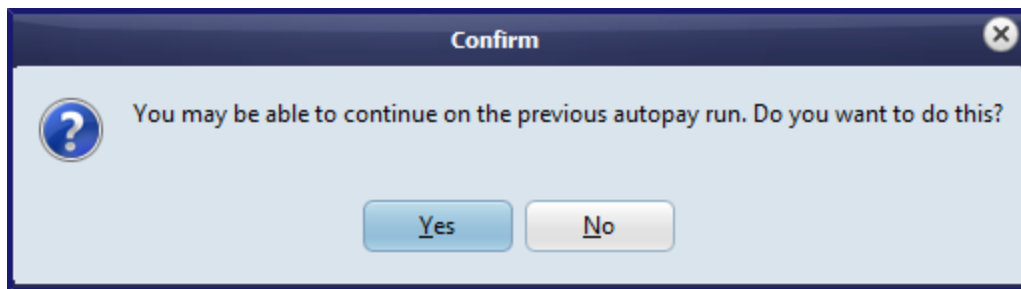 Confirm
You may be able to continue on the previous autopay run. Do you want to do this?
Yes
No